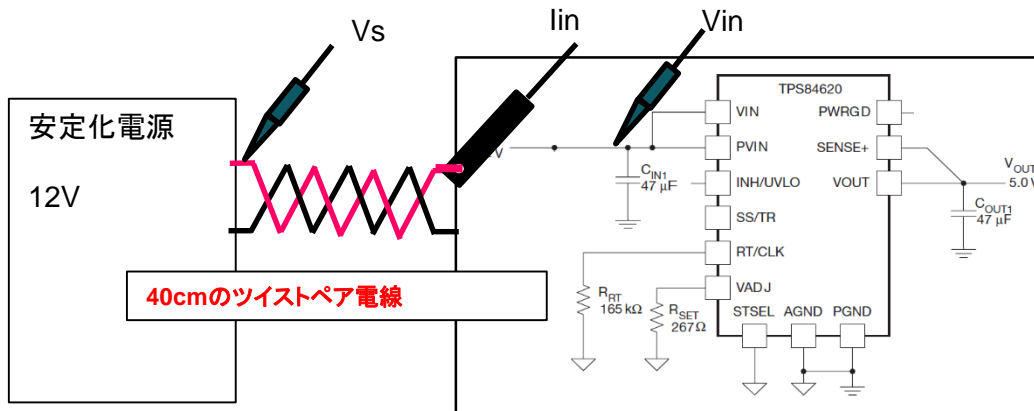 Vs
Iin
Vin
安定化電源
12V
40cmのツイストペア電線
TPS84620
VIN
PWRGD
V
PVIN
SENSE+
CIN1
47 µF
INH/UVLO
VOUT
VOUT
5.0 V
COUT1
47 µF
SS/TR
RT/CLK
VADJ
RRT
165 kΩ
RSET
267Ω
STSEL
AGND
PGND